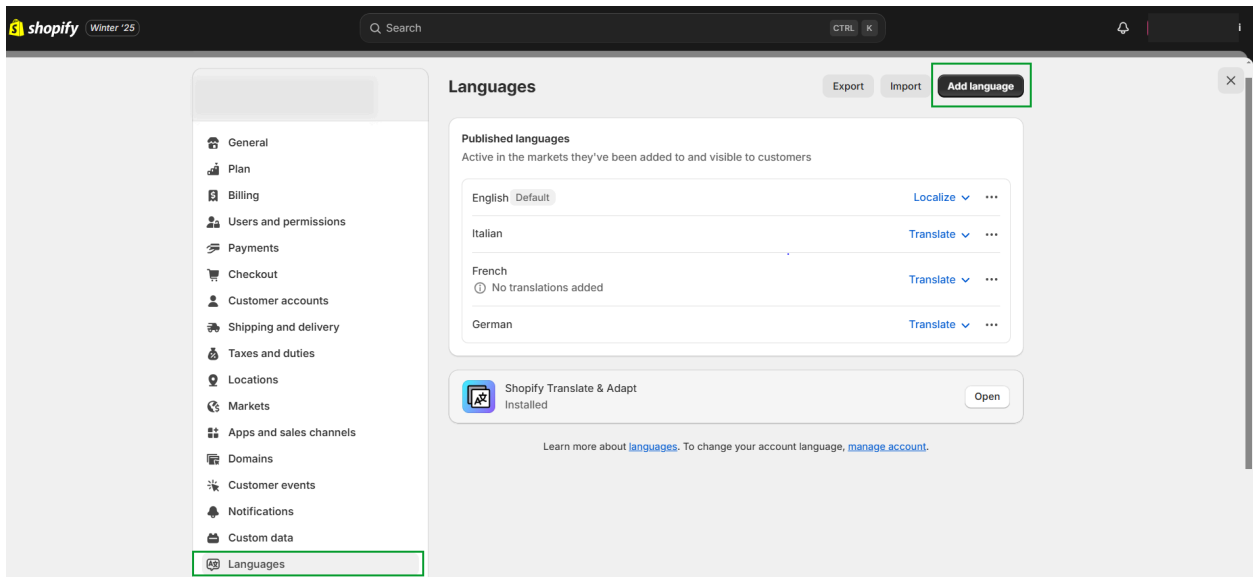 shopify Winter '25 Search CTRL K
Languages Export Import Add language
General
Plan
Billing
Users and permissions
Payments
Checkout
Customer accounts
Shipping and delivery
Taxes and duties
Locations
Markets
Apps and sales channels
Domains
Customer events
Notifications
Custom data
Languages
Published languages
Active in the markets they've been added to and visible to customers
English Default Localize
Italian Translate
French
No translations added
Translate
German Translate
Shopify Translate & Adapt
Installed
Open
Learn more about languages. To change your account language, manage account.